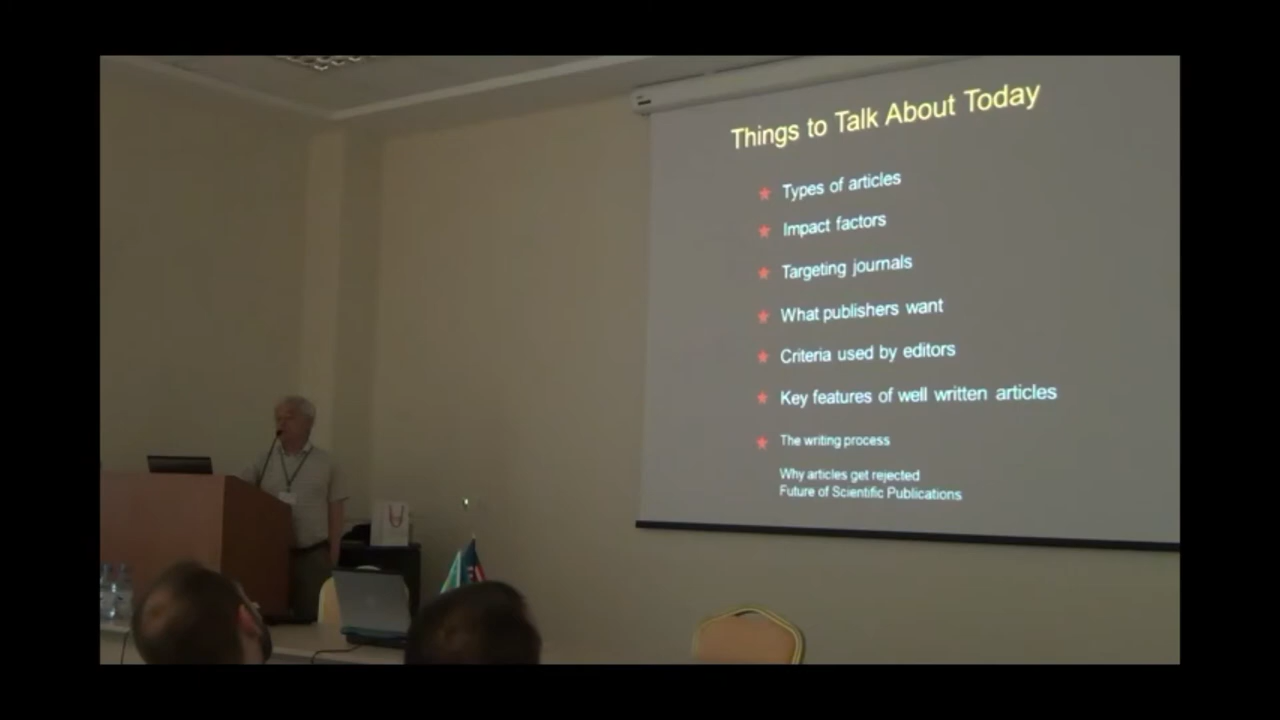 Things to Talk About Today
Types of articles
Impact factors
Targeting journals
What publishers want
Criteria used by editors
Key features of well written articles
The writing process
Why articles get rejected
Future of Scientific Publications